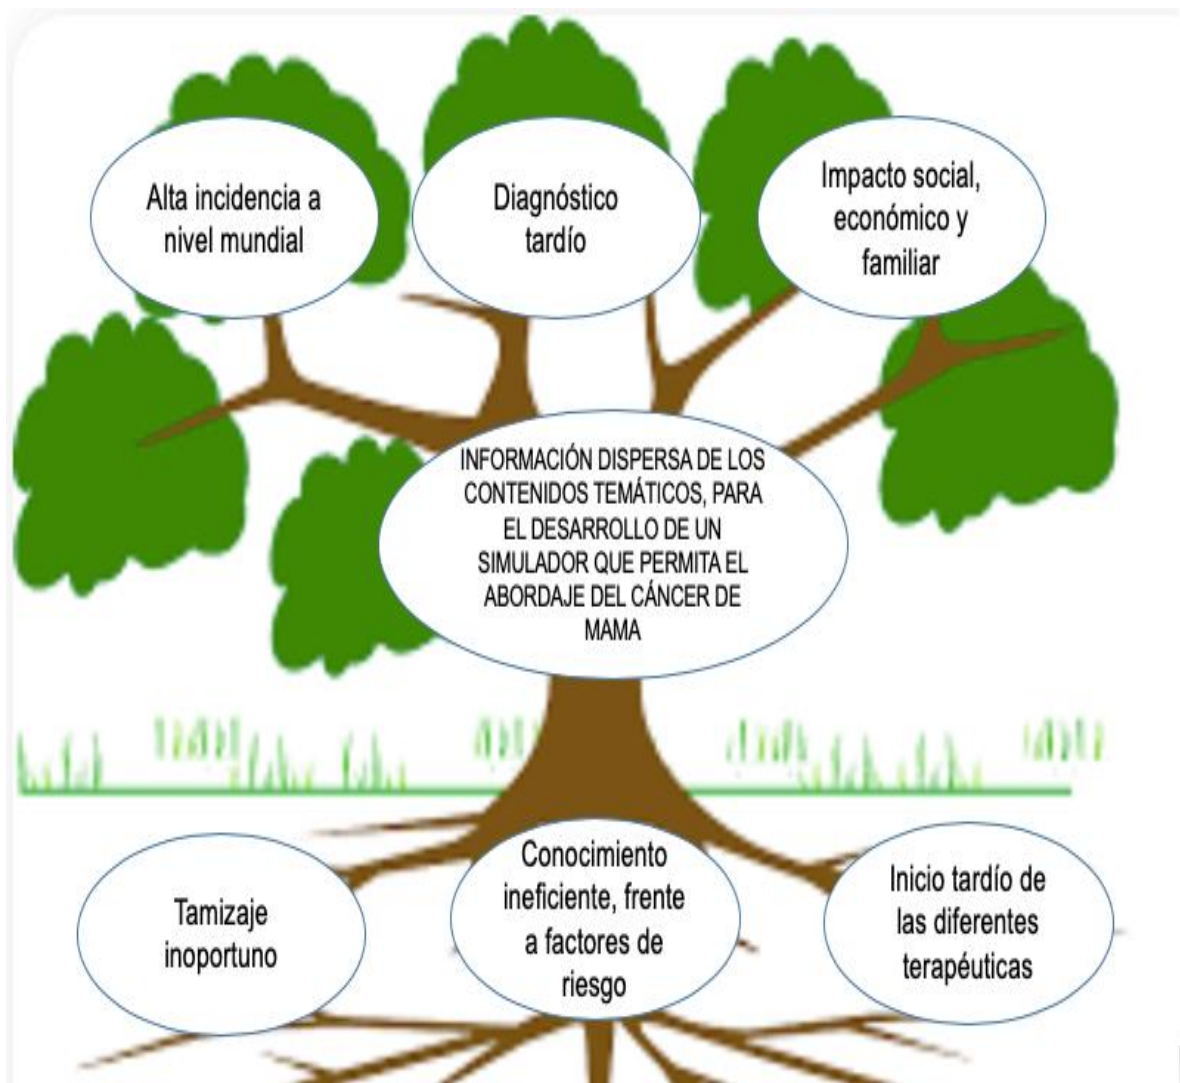 Alta incidencia a
nivel mundial
Diagnóstico
tardío
Impacto social,
económico y
familiar
INFORMACIÓN DISPERSA DE LOS
CONTENIDOS TEMÁTICOS, PARA
EL DESARROLLO DE UN
SIMULADOR QUE PERMITA EL
ABORDAJE DEL CÁNCER DE
MAMA
Tamizaje
inoportuno
Conocimiento
ineficiente, frente
a factores de
riesgo
Inicio tardío de
las diferentes
terapéuticas